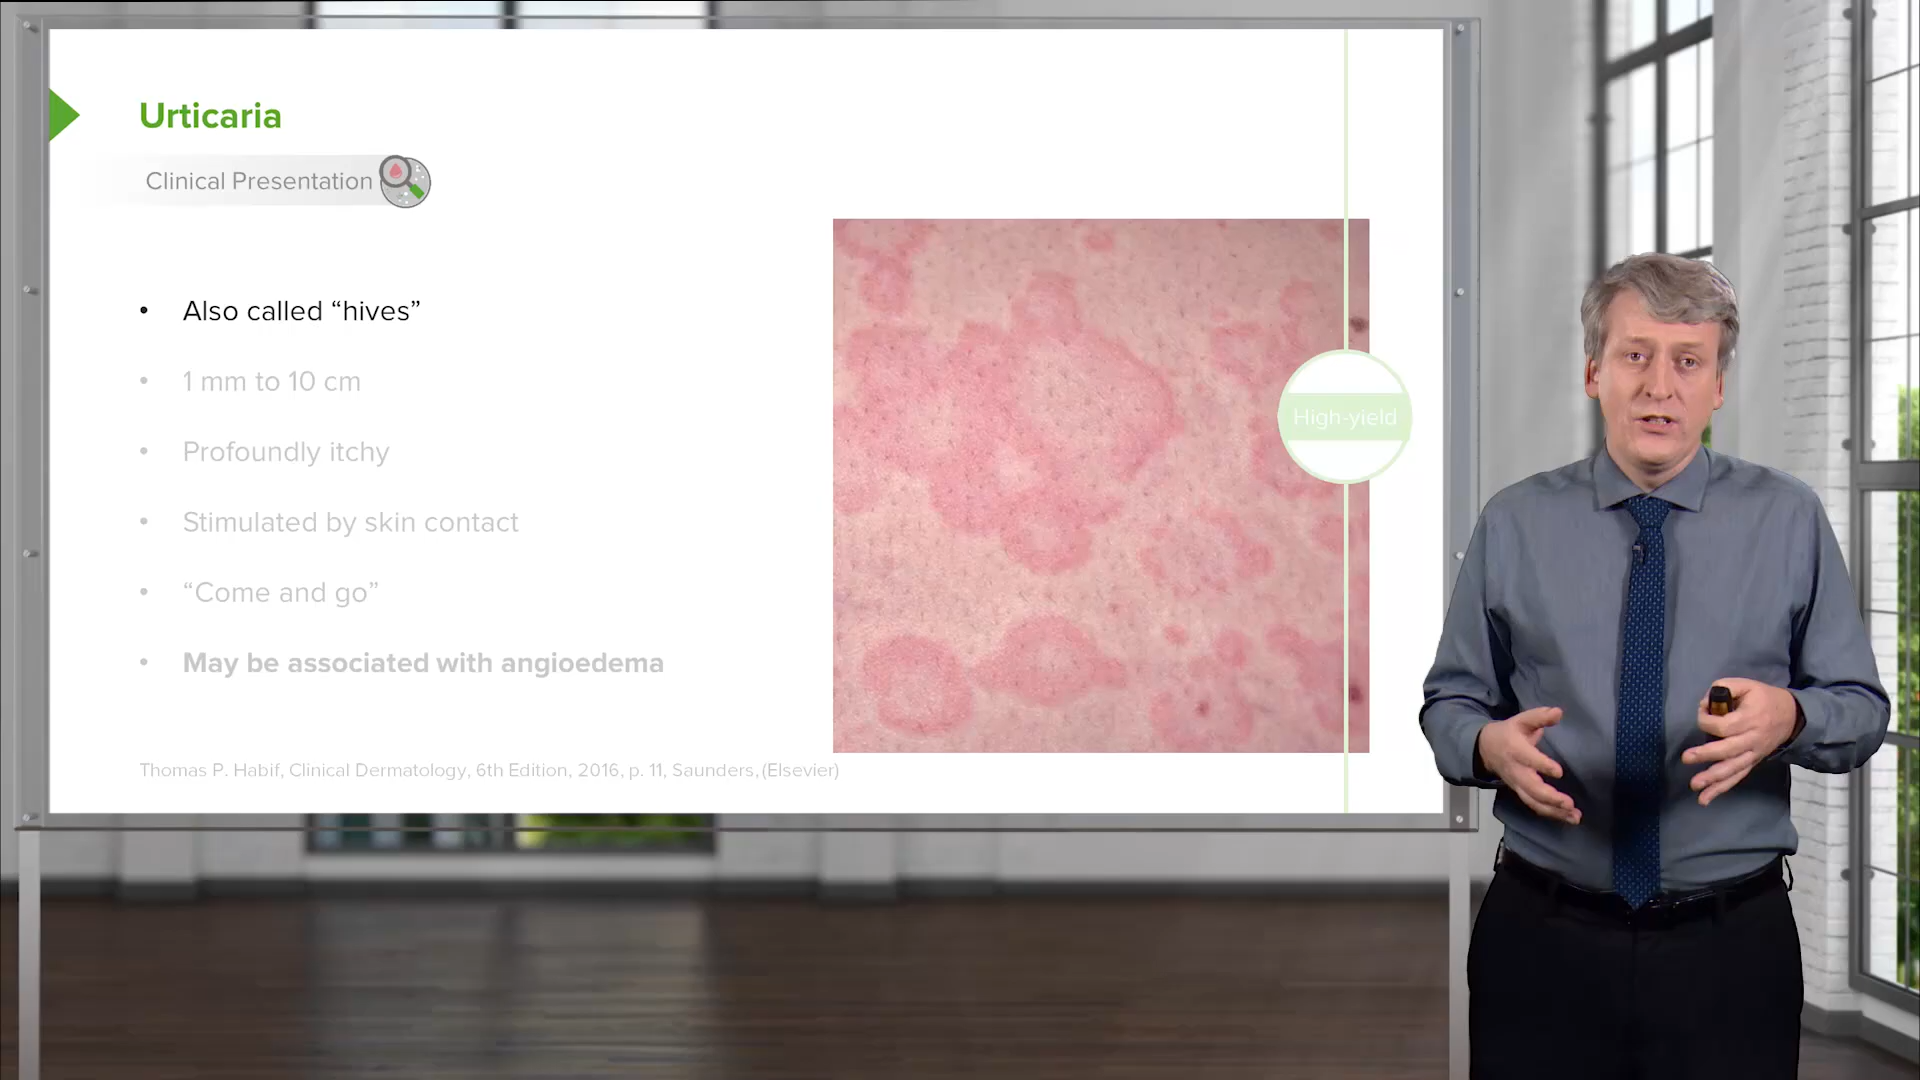 Urticaria
Clinical Presentation
• Also called “hives”
• 1 mm to 10 cm
• Profoundly itchy
• Stimulated by skin contact
• “Come and go”
• May be associated with angioedema
High-yield
Thomas P. Habif, Clinical Dermatology, 6th Edition, 2016, p. 11, Saunders, (Elsevier)